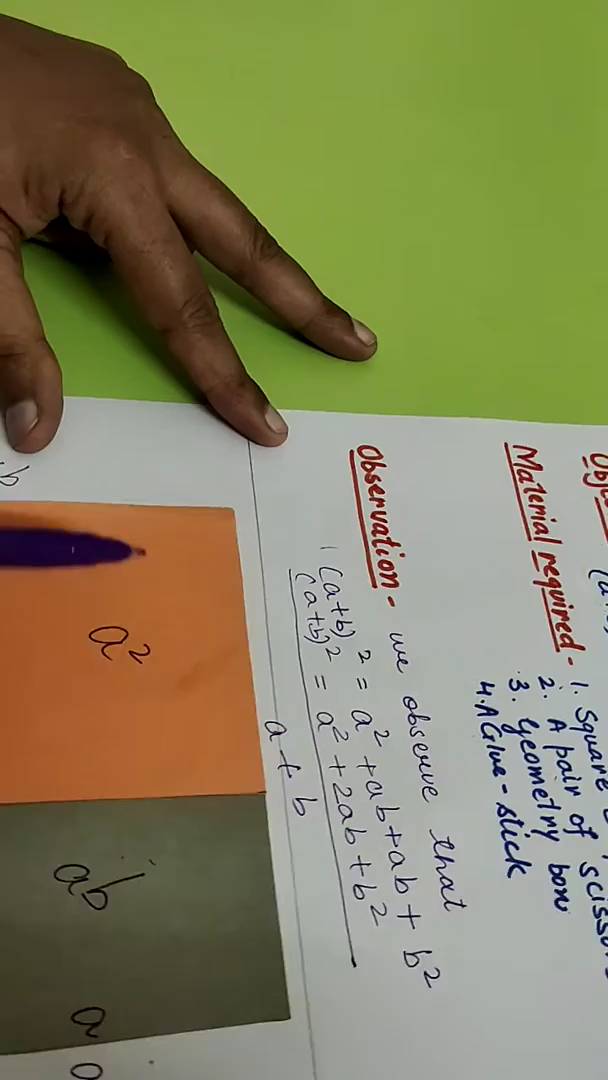 Material required - 1. Square
2. A pair of scissors
3. Geometry box
4. A Glue - stick
Observation - we observe that
(a+b)² = a² + ab + ab + b²
(a+b)² = a² + 2ab + b²
a + b
a²
ab
a
b